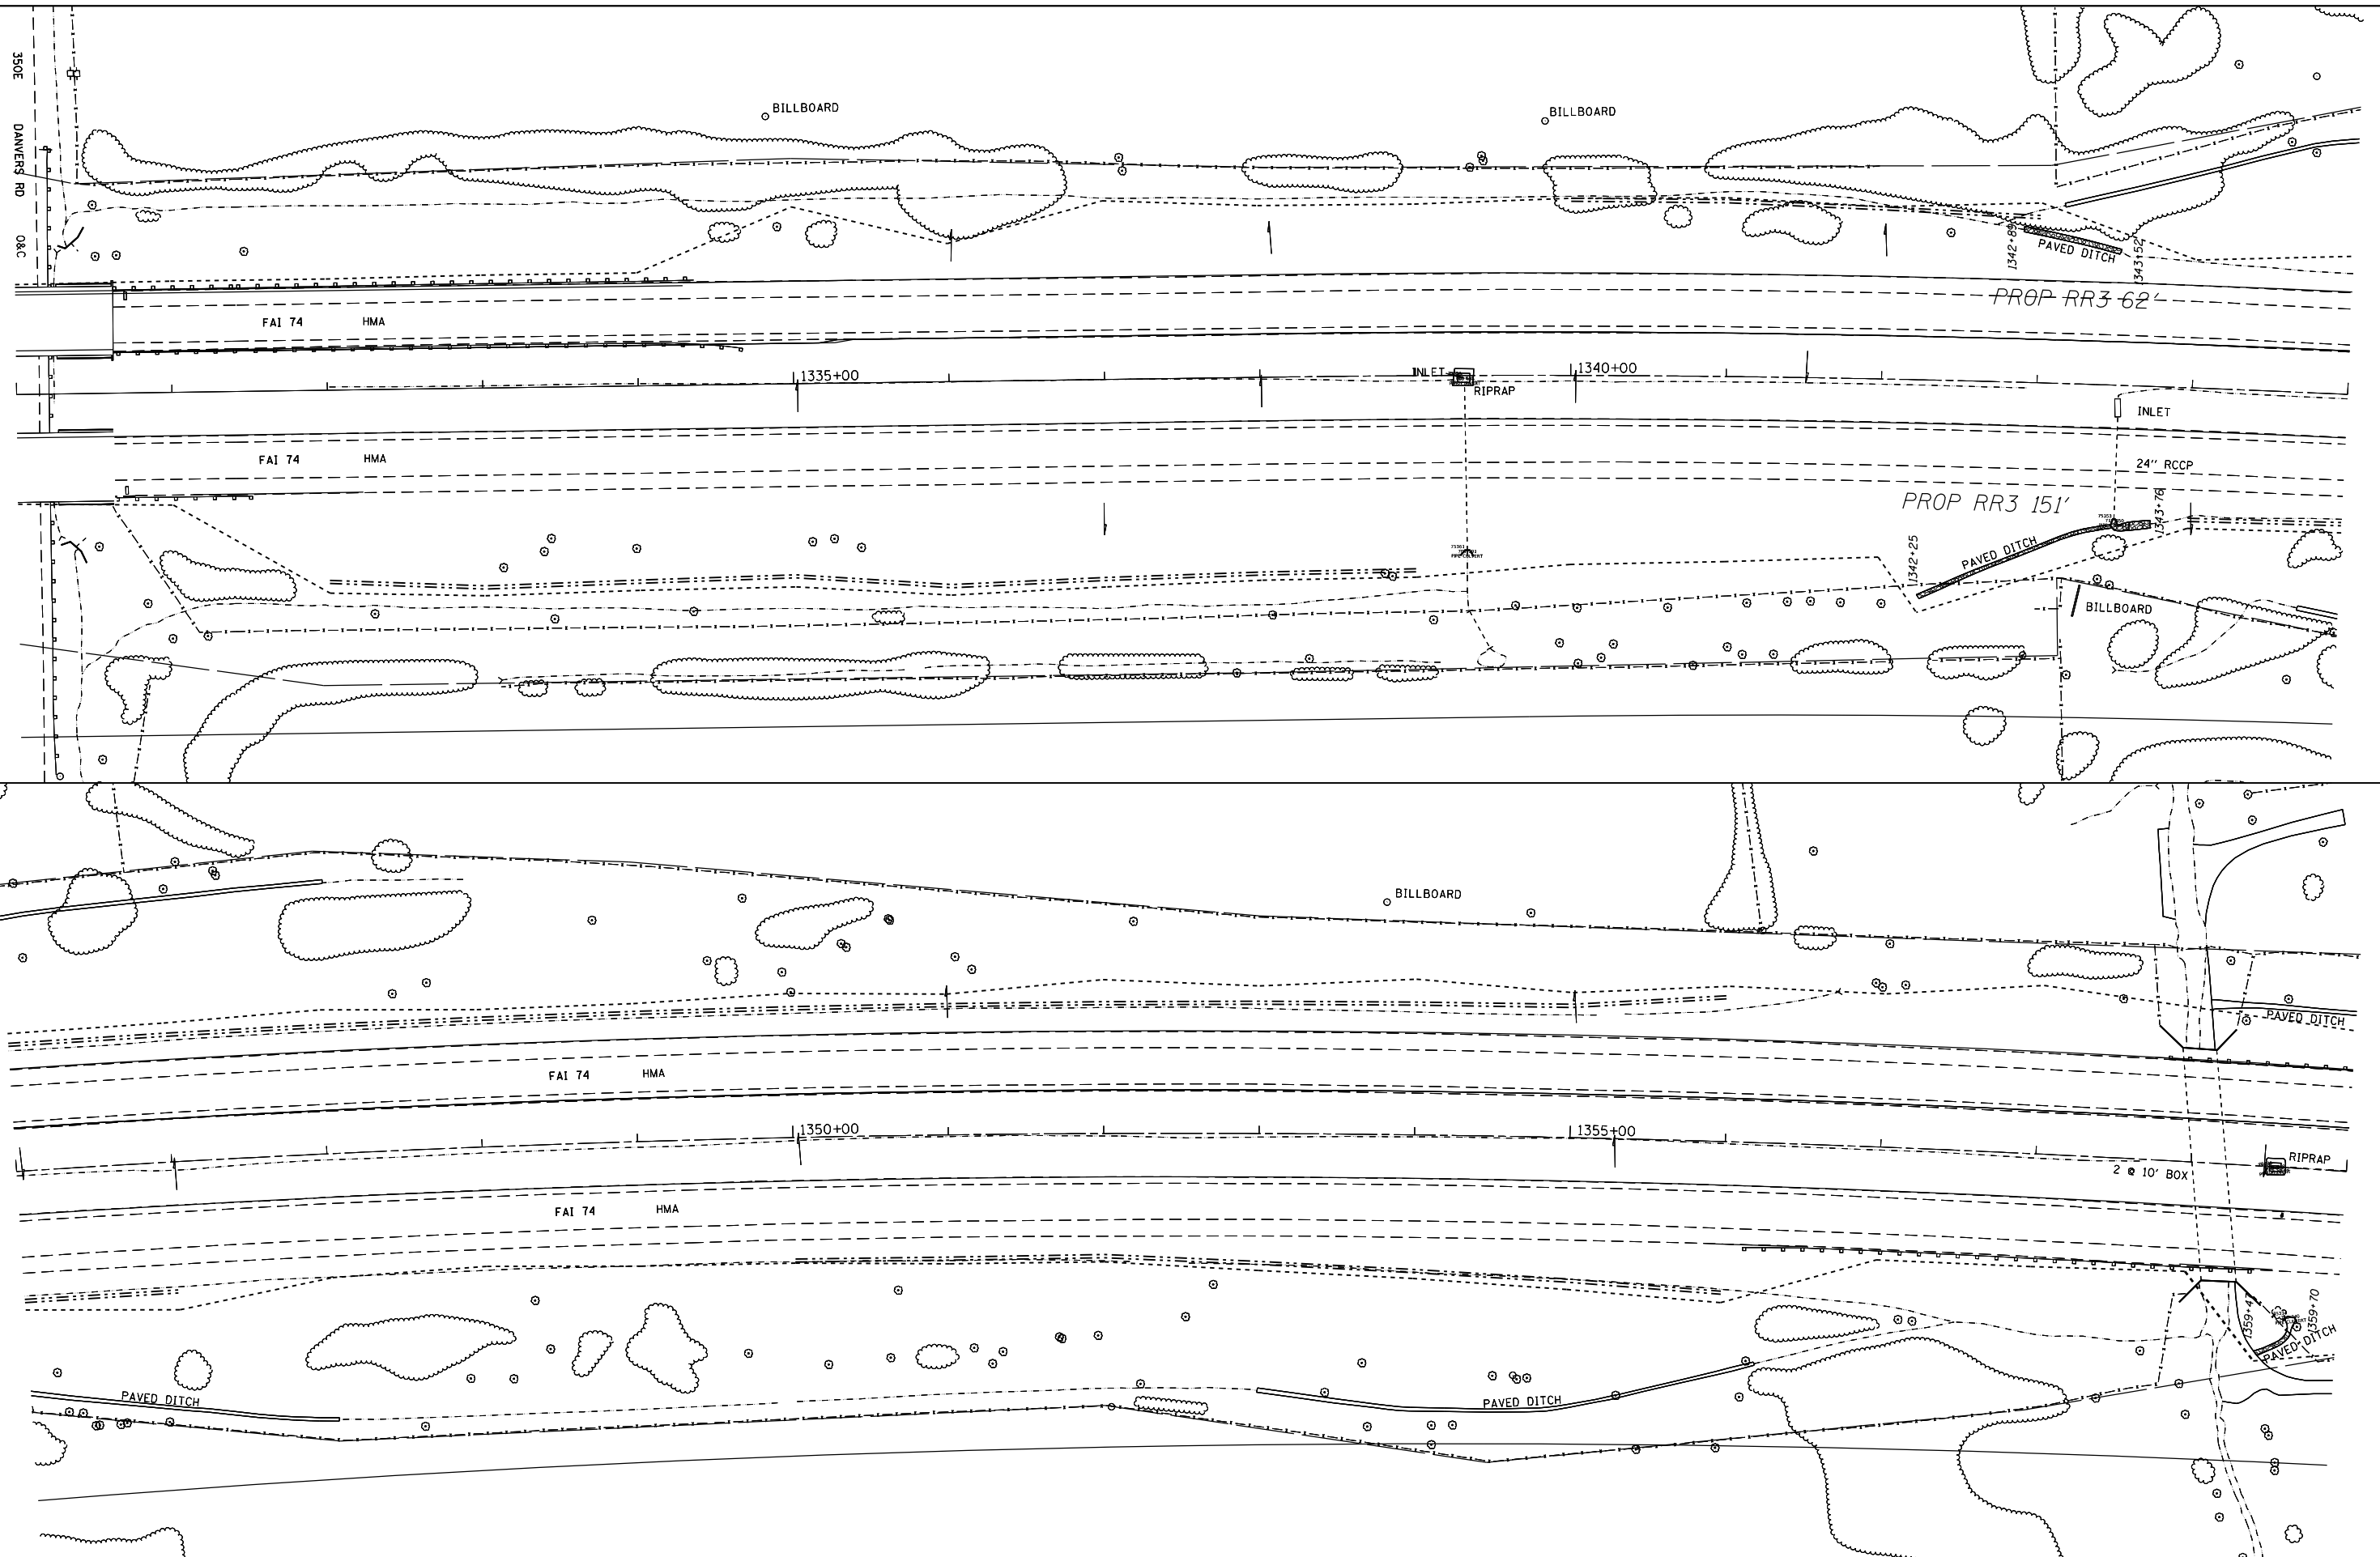 350E DANVERS RD O&C
BILLBOARD
BILLBOARD
1342+89
PAVED DITCH
1343+52
PROP RR3 62'
FAI 74 HMA
1335+00
INLET
RIPRAP
1340+00
INLET
FAI 74 HMA
24'' RCCP
PROP RR3 151'
1343+76
1342+25
PAVED DITCH
BILLBOARD
BILLBOARD
PAVED DITCH
FAI 74 HMA
1350+00
1355+00
RIPRAP
2 @ 10' BOX
FAI 74 HMA
1359+47
1359+70
PAVED DITCH
PAVED DITCH
PAVED DITCH